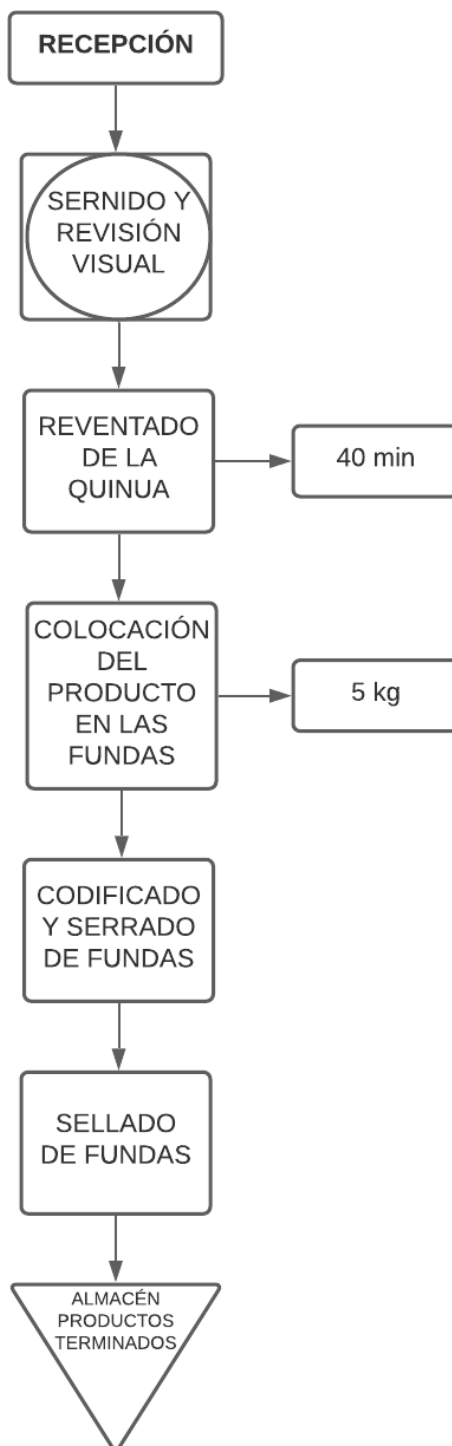 RECEPCIÓN
SERNIDO Y
REVISIÓN
VISUAL
REVENTADO
DE LA
QUINUA
40 min
COLOCACIÓN
DEL
PRODUCTO
EN LAS
FUNDAS
5 kg
CODIFICADO
Y SERRADO
DE FUNDAS
SELLADO
DE FUNDAS
ALMACÉN
PRODUCTOS
TERMINADOS